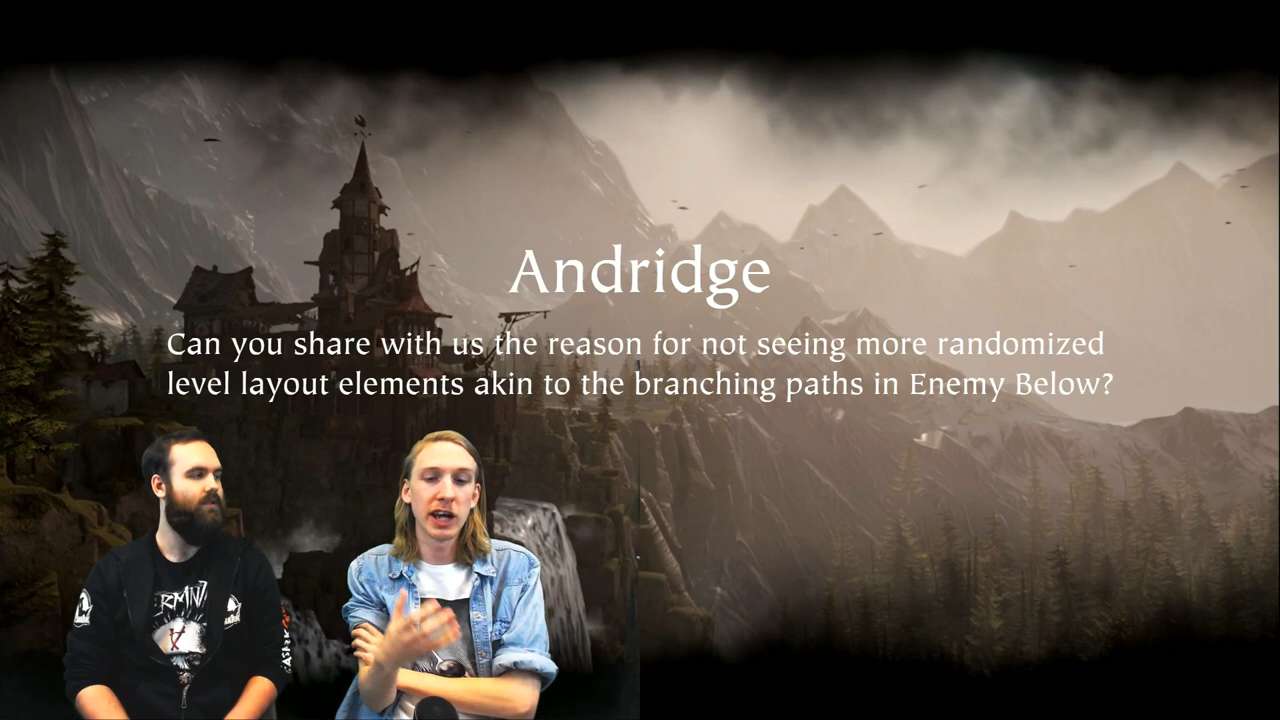 Andridge
Can you share with us the reason for not seeing more randomized
level layout elements akin to the branching paths in Enemy Below?